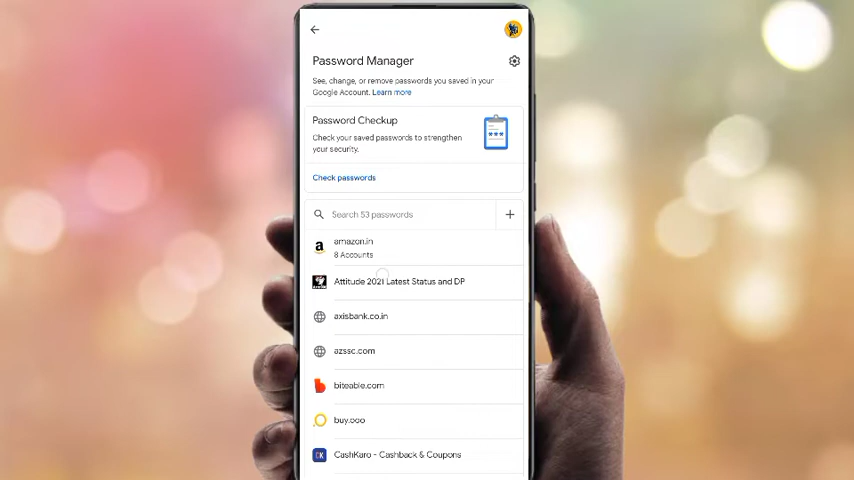 Password Manager
See, change, or remove passwords you saved in your
Google Account. Learn more
Password Checkup
Check your saved passwords to strengthen
your security.
***
Check passwords
Search 53 passwords
+
a
amazon.in
8 Accounts
Attitude 2021 Latest Status and DP
axisbank.co.in
azssc.com
b
biteable.com
buy.ooo
CK
CashKaro - Cashback & Coupons